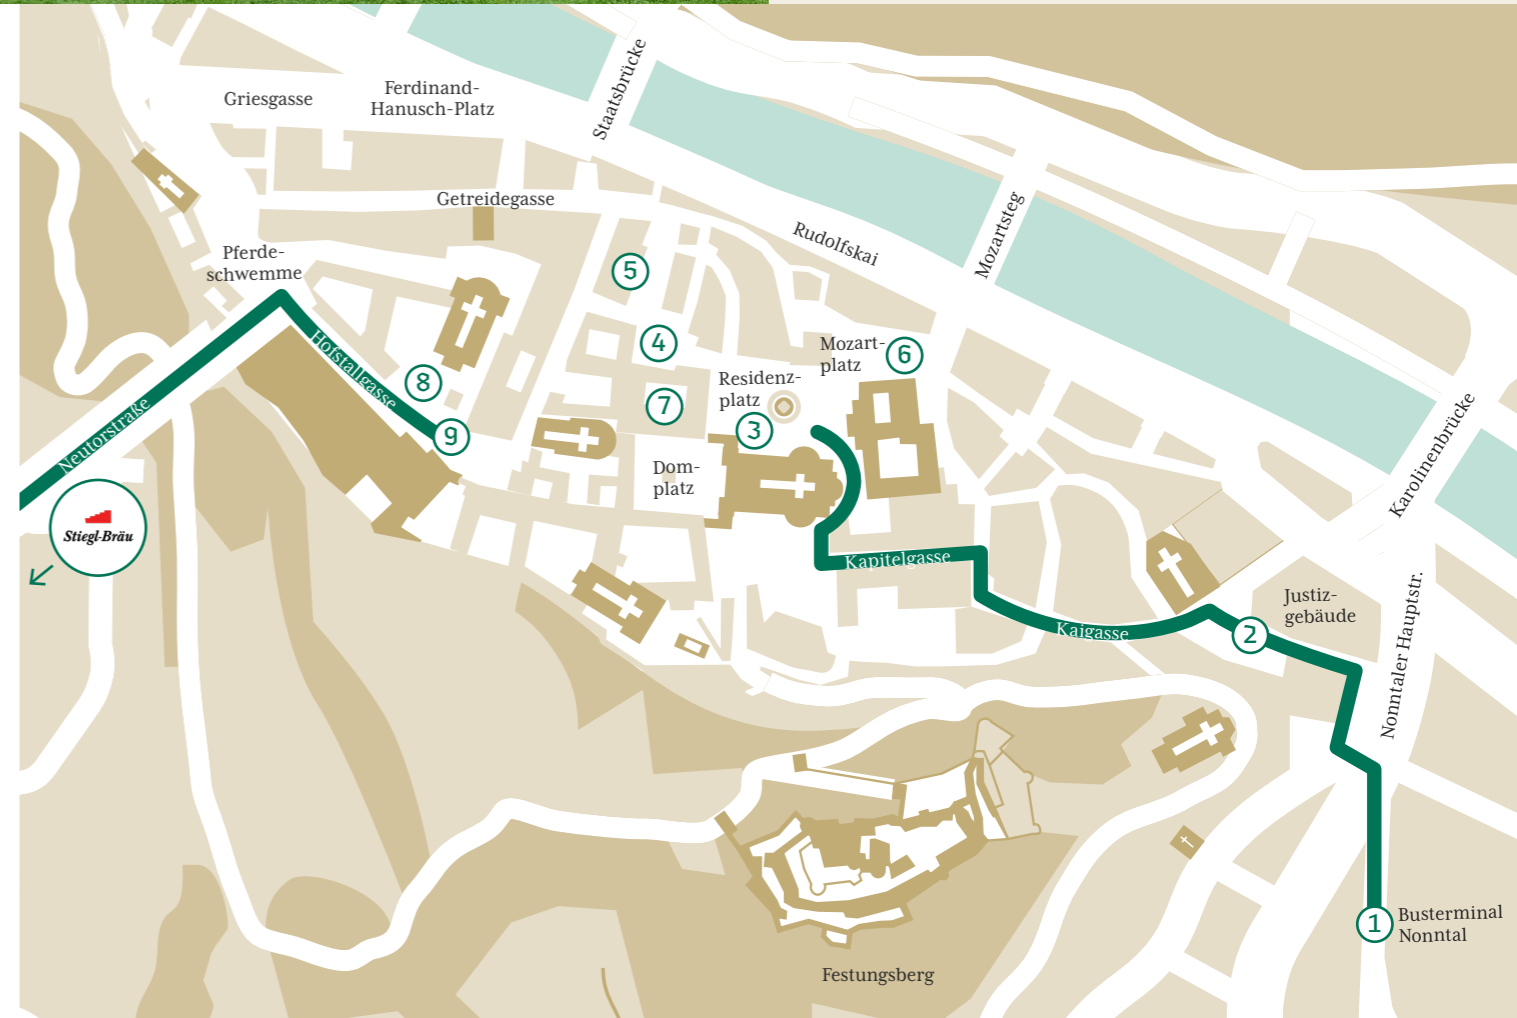 Griesgasse
Ferdinand-
Hanusch-Platz
Staatsbrücke
Getreidegasse
Rudolfskai
Mozartsteg
Pferde-
schwemme
5
4
Mozart-
platz
6
Hofstallgasse
8
7
Residenz-
platz
3
9
Neutorstraße
Dom-
platz
Karolinenbrücke
Stiegl-Bräu
Kapitelgasse
Kaigasse
2
Justiz-
gebäude
Nonntaler Hauptstr.
1
Busterminal
Nonntal
Festungsberg